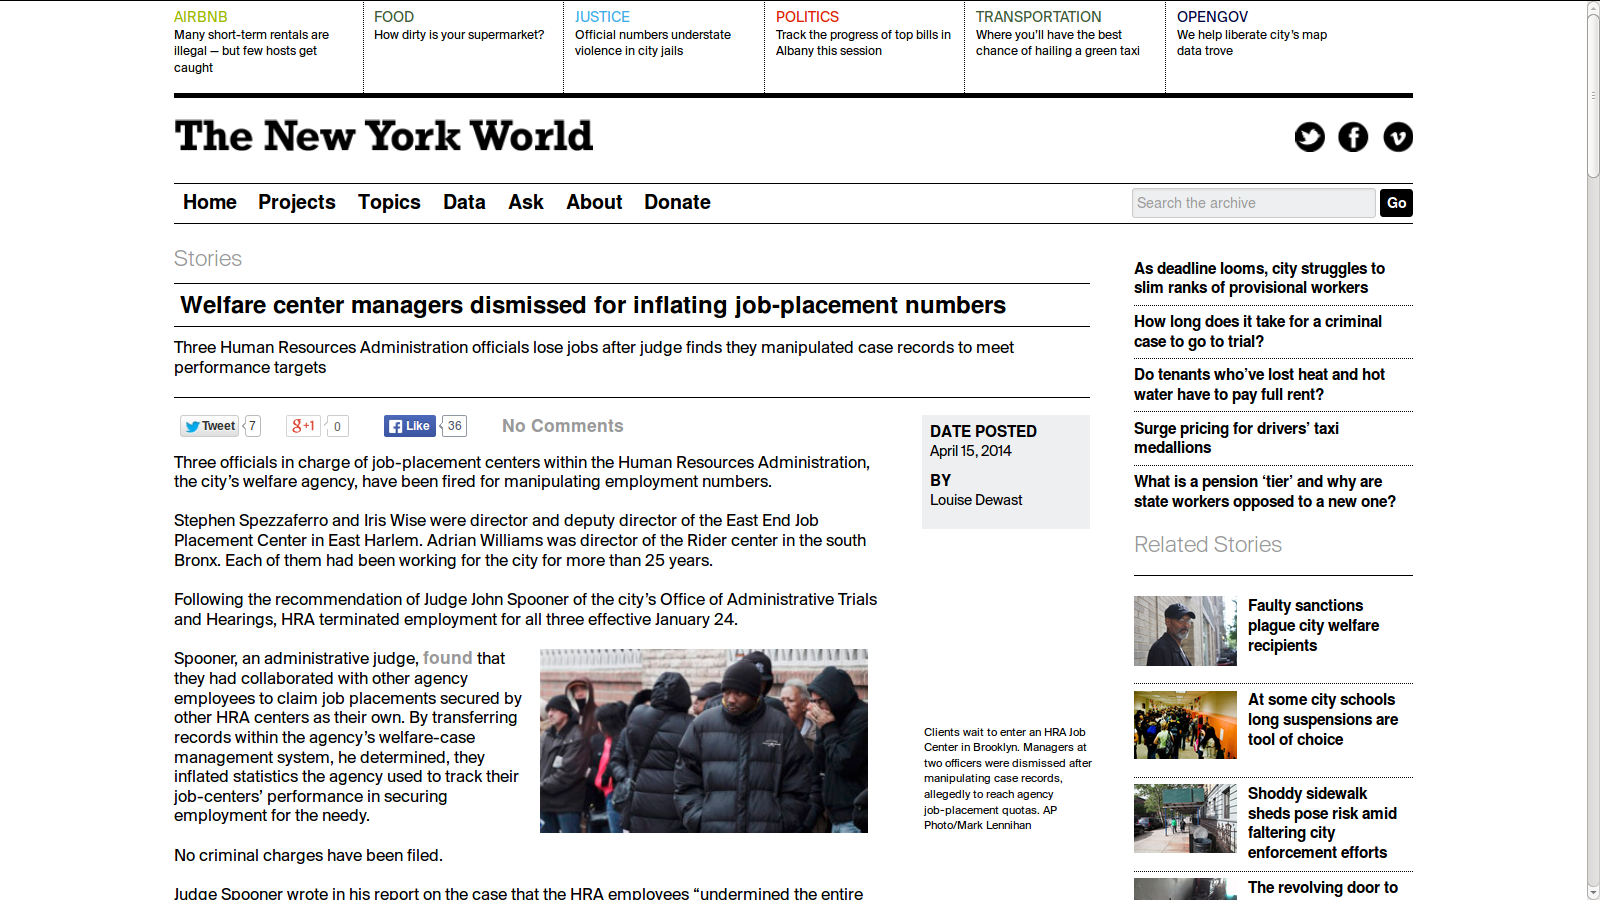 AIRBNB
Many short-term rentals are
illegal – but few hosts get
caught
FOOD
How dirty is your supermarket?
JUSTICE
Official numbers understate
violence in city jails
POLITICS
Track the progress of top bills in
Albany this session
TRANSPORTATION
Where you'll have the best
chance of hailing a green taxi
OPENGOV
We help liberate city's map
data trove
The New York World
Home Projects Topics Data Ask About Donate
Search the archive Go
Stories
Welfare center managers dismissed for inflating job-placement numbers
Three Human Resources Administration officials lose jobs after judge finds they manipulated case records to meet
performance targets
Tweet 7 g+1 0 Like 36 No Comments
Three officials in charge of job-placement centers within the Human Resources Administration,
the city's welfare agency, have been fired for manipulating employment numbers.
Stephen Spezzaferro and Iris Wise were director and deputy director of the East End Job
Placement Center in East Harlem. Adrian Williams was director of the Rider center in the south
Bronx. Each of them had been working for the city for more than 25 years.
Following the recommendation of Judge John Spooner of the city's Office of Administrative Trials
and Hearings, HRA terminated employment for all three effective January 24.
Spooner, an administrative judge, found that
they had collaborated with other agency
employees to claim job placements secured by
other HRA centers as their own. By transferring
records within the agency's welfare-case
management system, he determined, they
inflated statistics the agency used to track their
job-centers' performance in securing
employment for the needy.
No criminal charges have been filed.
Judge Spooner wrote in his report on the case that the HRA employees “undermined the entire
DATE POSTED
April 15, 2014
BY
Louise Dewast
Clients wait to enter an HRA Job
Center in Brooklyn. Managers at
two officers were dismissed after
manipulating case records,
allegedly to reach agency
job-placement quotas. AP
Photo/Mark Lennihan
As deadline looms, city struggles to
slim ranks of provisional workers
How long does it take for a criminal
case to go to trial?
Do tenants who've lost heat and hot
water have to pay full rent?
Surge pricing for drivers' taxi
medallions
What is a pension ‘tier’ and why are
state workers opposed to a new one?
Related Stories
Faulty sanctions
plague city welfare
recipients
At some city schools
long suspensions are
tool of choice
Shoddy sidewalk
sheds pose risk amid
faltering city
enforcement efforts
The revolving door to